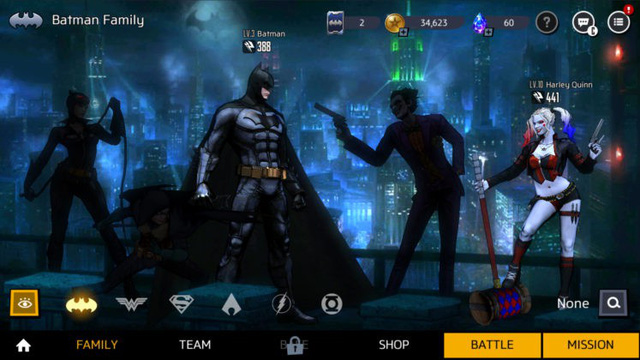 Batman Family
2
34,623
60
?
LV.3 Batman
388
LV.10 Harley Quinn
441
None
FAMILY
TEAM
SHOP
BATTLE
MISSION